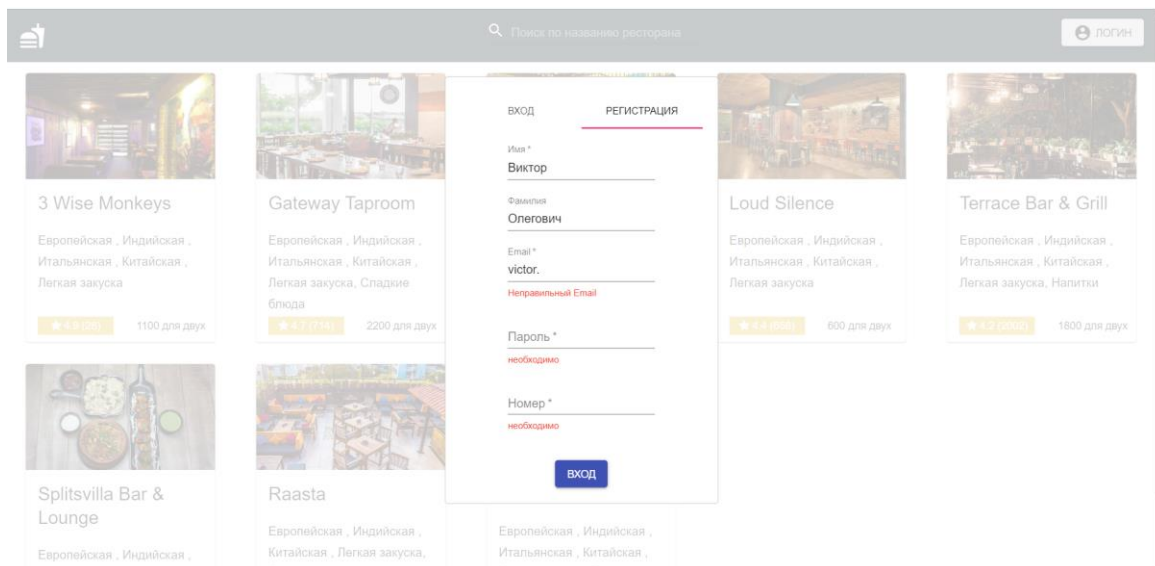 Поиск по названию ресторана
ЛОГИН
ВХОД
РЕГИСТРАЦИЯ
Имя *
Виктор
Фамилия
Олегович
Email *
victor.
Неправильный Email
Пароль *
необходимо
Номер *
необходимо
ВХОД
3 Wise Monkeys
Европейская , Индийская ,
Итальянская , Китайская ,
Легкая закуска
1100 для двух
Gateway Taproom
Европейская , Индийская ,
Итальянская , Китайская ,
Легкая закуска, Сладкие
блюда
2200 для двух
Loud Silence
Европейская , Индийская ,
Итальянская , Китайская ,
Легкая закуска
600 для двух
Terrace Bar & Grill
Европейская , Индийская ,
Итальянская , Китайская ,
Легкая закуска, Напитки
1800 для двух
Splitsvilla Bar &
Lounge
Европейская , Индийская ,
Raasta
Европейская , Индийская ,
Китайская , Легкая закуска,
Европейская , Индийская ,
Итальянская , Китайская ,